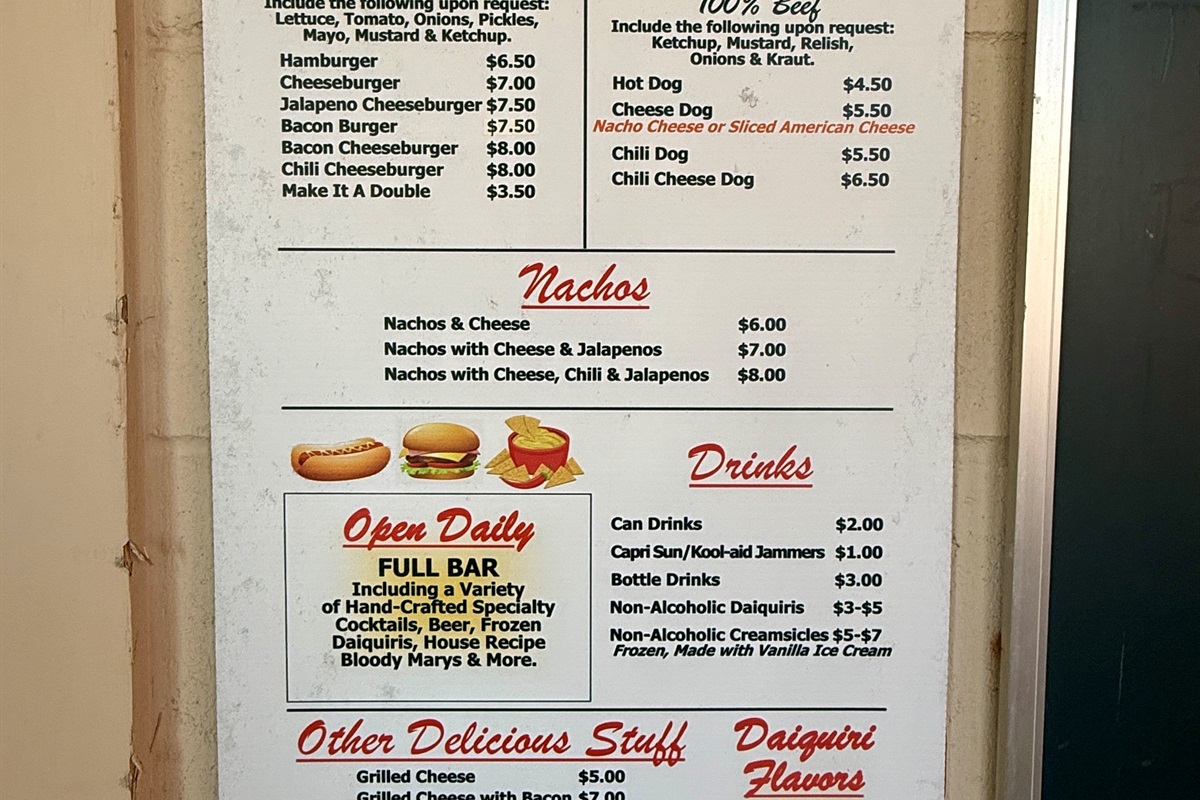 Include the following upon request:
Lettuce, Tomato, Onions, Pickles,
Mayo, Mustard & Ketchup.
Hamburger $6.50
Cheeseburger $7.00
Jalapeno Cheeseburger $7.50
Bacon Burger $7.50
Bacon Cheeseburger $8.00
Chili Cheeseburger $8.00
Make It A Double $3.50
100% Beef
Include the following upon request:
Ketchup, Mustard, Relish,
Onions & Kraut.
Hot Dog $4.50
Cheese Dog $5.50
Nacho Cheese or Sliced American Cheese
Chili Dog $5.50
Chili Cheese Dog $6.50
Nachos
Nachos & Cheese $6.00
Nachos with Cheese & Jalapenos $7.00
Nachos with Cheese, Chili & Jalapenos $8.00
Open Daily
FULL BAR
Including a Variety
of Hand-Crafted Specialty
Cocktails, Beer, Frozen
Daiquiris, House Recipe
Bloody Marys & More.
Drinks
Can Drinks $2.00
Capri Sun/Kool-aid Jammers $1.00
Bottle Drinks $3.00
Non-Alcoholic Daiquiris $3-$5
Non-Alcoholic Creamsicles $5-$7
Frozen, Made with Vanilla Ice Cream
Other Delicious Stuff
Grilled Cheese $5.00
Grilled Cheese with Bacon $7.00
Daiquiri
Flavors